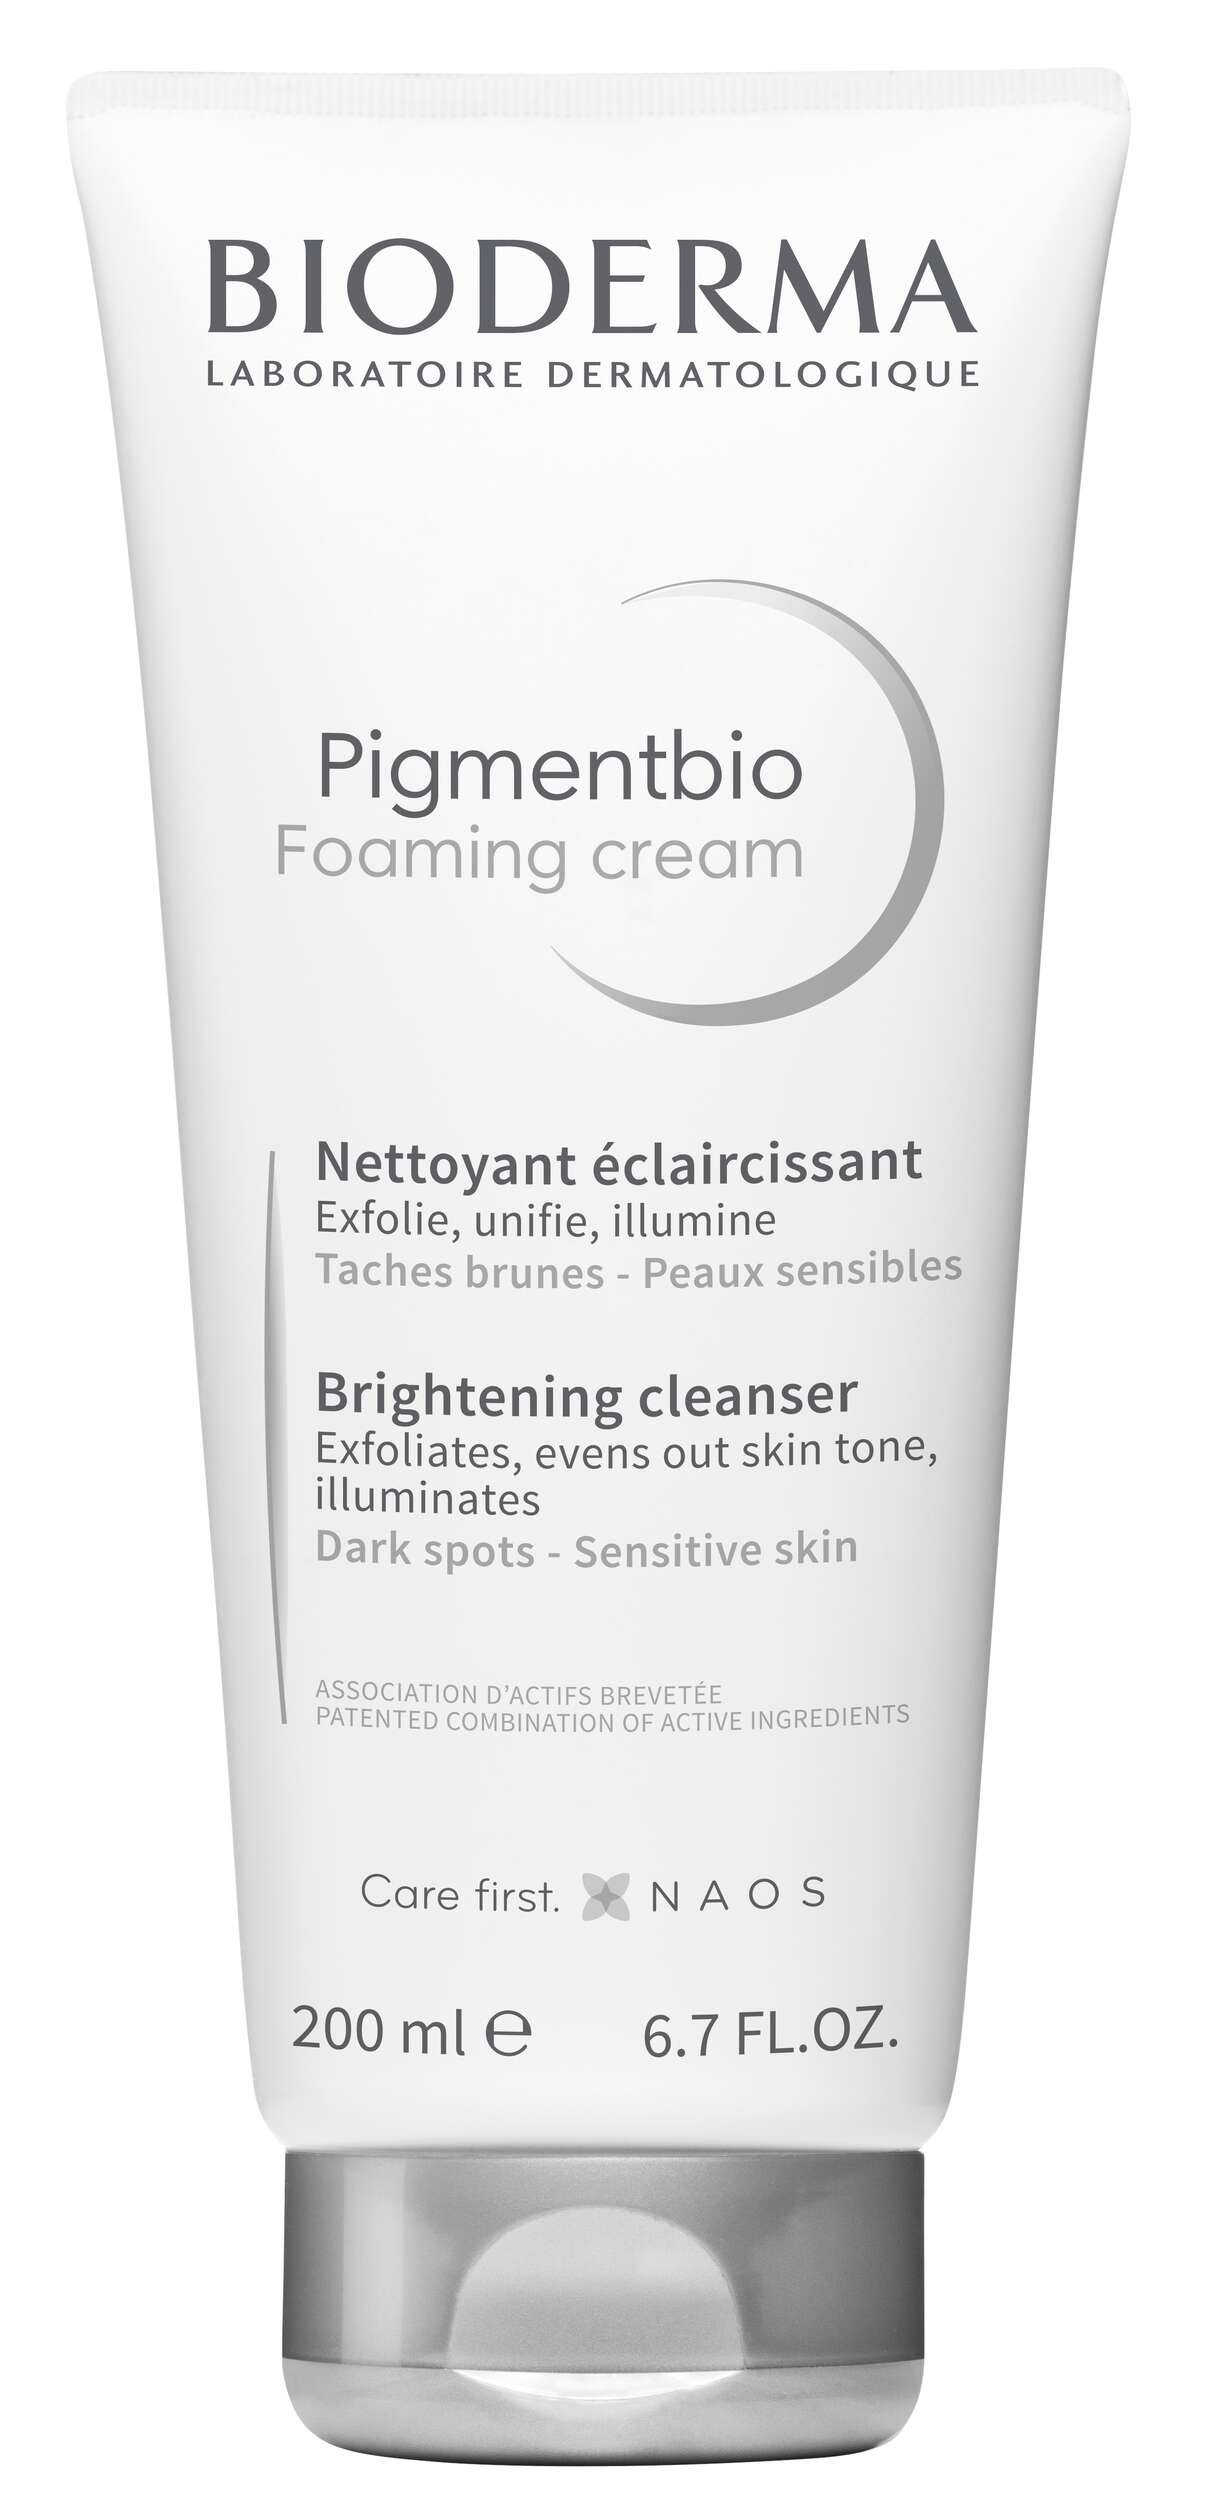 BIODERMA
LABORATOIRE DERMATOLOGIQUE
Pigmentbio
Foaming cream
Nettoyant éclaircissant
Exfolie, unifie, illumine
Taches brunes - Peaux sensibles
Brightening cleanser
Exfoliates, evens out skin tone,
illuminates
Dark spots - Sensitive skin
ASSOCIATION D'ACTIFS BREVETÉE
PATENTED COMBINATION OF ACTIVE INGREDIENTS
Care first. NAOS
200 ml ℮ 6.7 FL.OZ.